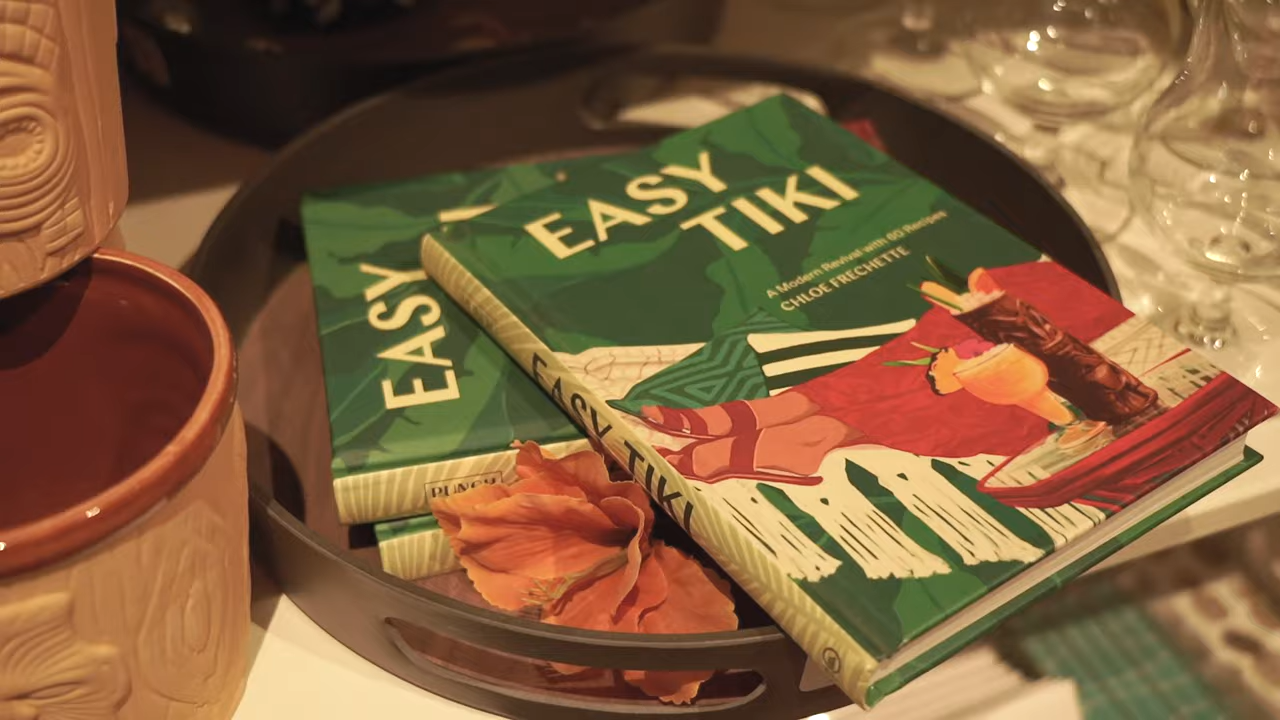 EASY
TIKI
A Modern Revival with 60 Recipes
CHLOE FRECHETTE
EASY TIKI
EASY
PUNCH